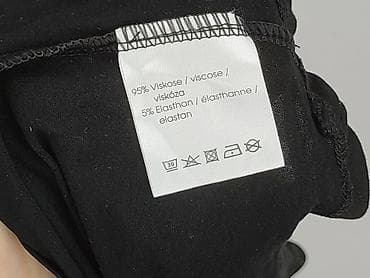 95% Viskose / viscose /
viskóza
5% Elasthan / élasthanne /
elastan